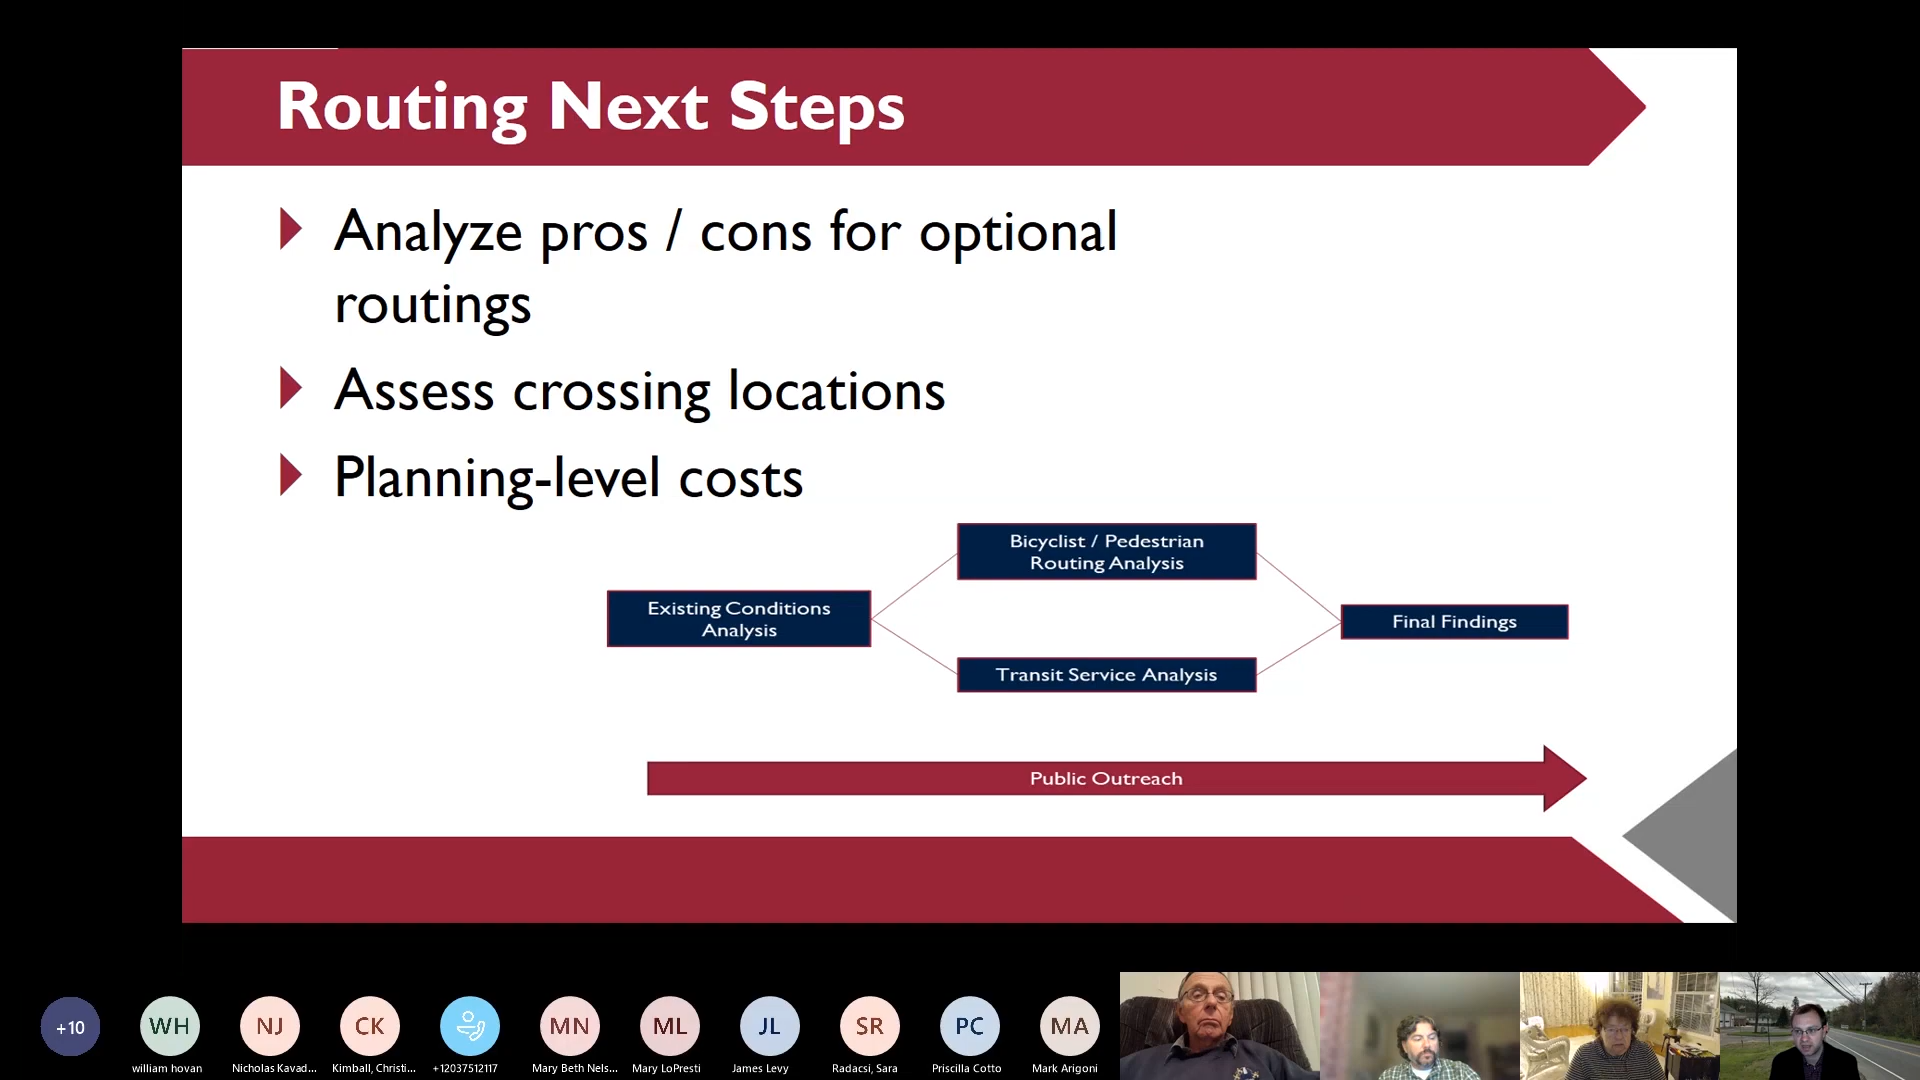 Routing Next Steps
Analyze pros / cons for optional
routings
Assess crossing locations
Planning-level costs
Bicyclist / Pedestrian
Routing Analysis
Existing Conditions
Analysis
Final Findings
Transit Service Analysis
Public Outreach
+10
WH
NJ
CK
MN
ML
JL
SR
PC
MA
william hovan
Nicholas Kavad...
Kimball, Christi...
+12037512117
Mary Beth Nels...
Mary LoPresti
James Levy
Radacsi, Sara
Priscilla Cotto
Mark Arigoni